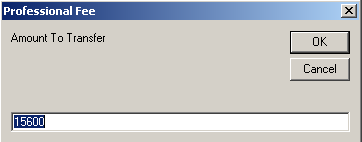 Professional Fee
Amount To Transfer
OK
Cancel
15600